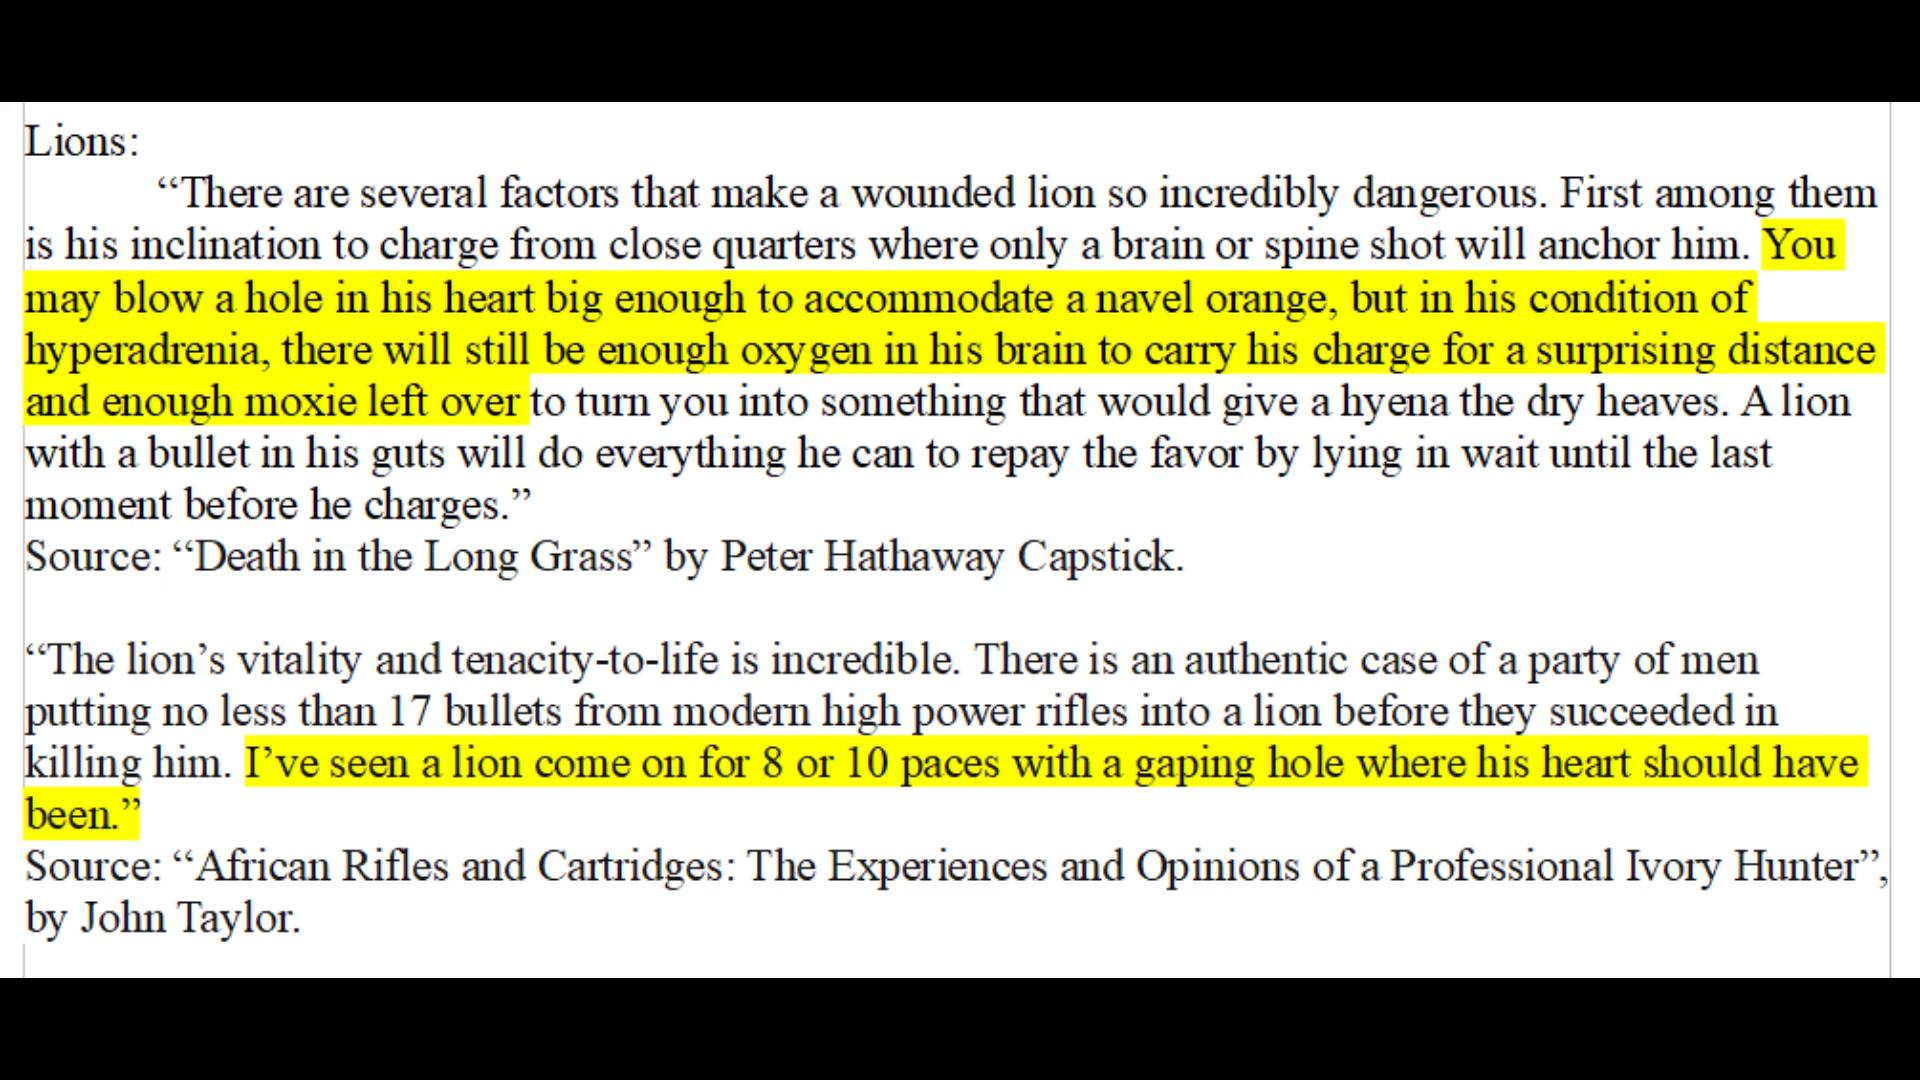 Lions:
“There are several factors that make a wounded lion so incredibly dangerous. First among them
is his inclination to charge from close quarters where only a brain or spine shot will anchor him. You
may blow a hole in his heart big enough to accommodate a navel orange, but in his condition of
hyperadrenia, there will still be enough oxygen in his brain to carry his charge for a surprising distance
and enough moxie left over to turn you into something that would give a hyena the dry heaves. A lion
with a bullet in his guts will do everything he can to repay the favor by lying in wait until the last
moment before he charges.”
Source: “Death in the Long Grass” by Peter Hathaway Capstick.
“The lion’s vitality and tenacity-to-life is incredible. There is an authentic case of a party of men
putting no less than 17 bullets from modern high power rifles into a lion before they succeeded in
killing him. I’ve seen a lion come on for 8 or 10 paces with a gaping hole where his heart should have
been.”
Source: “African Rifles and Cartridges: The Experiences and Opinions of a Professional Ivory Hunter”,
by John Taylor.